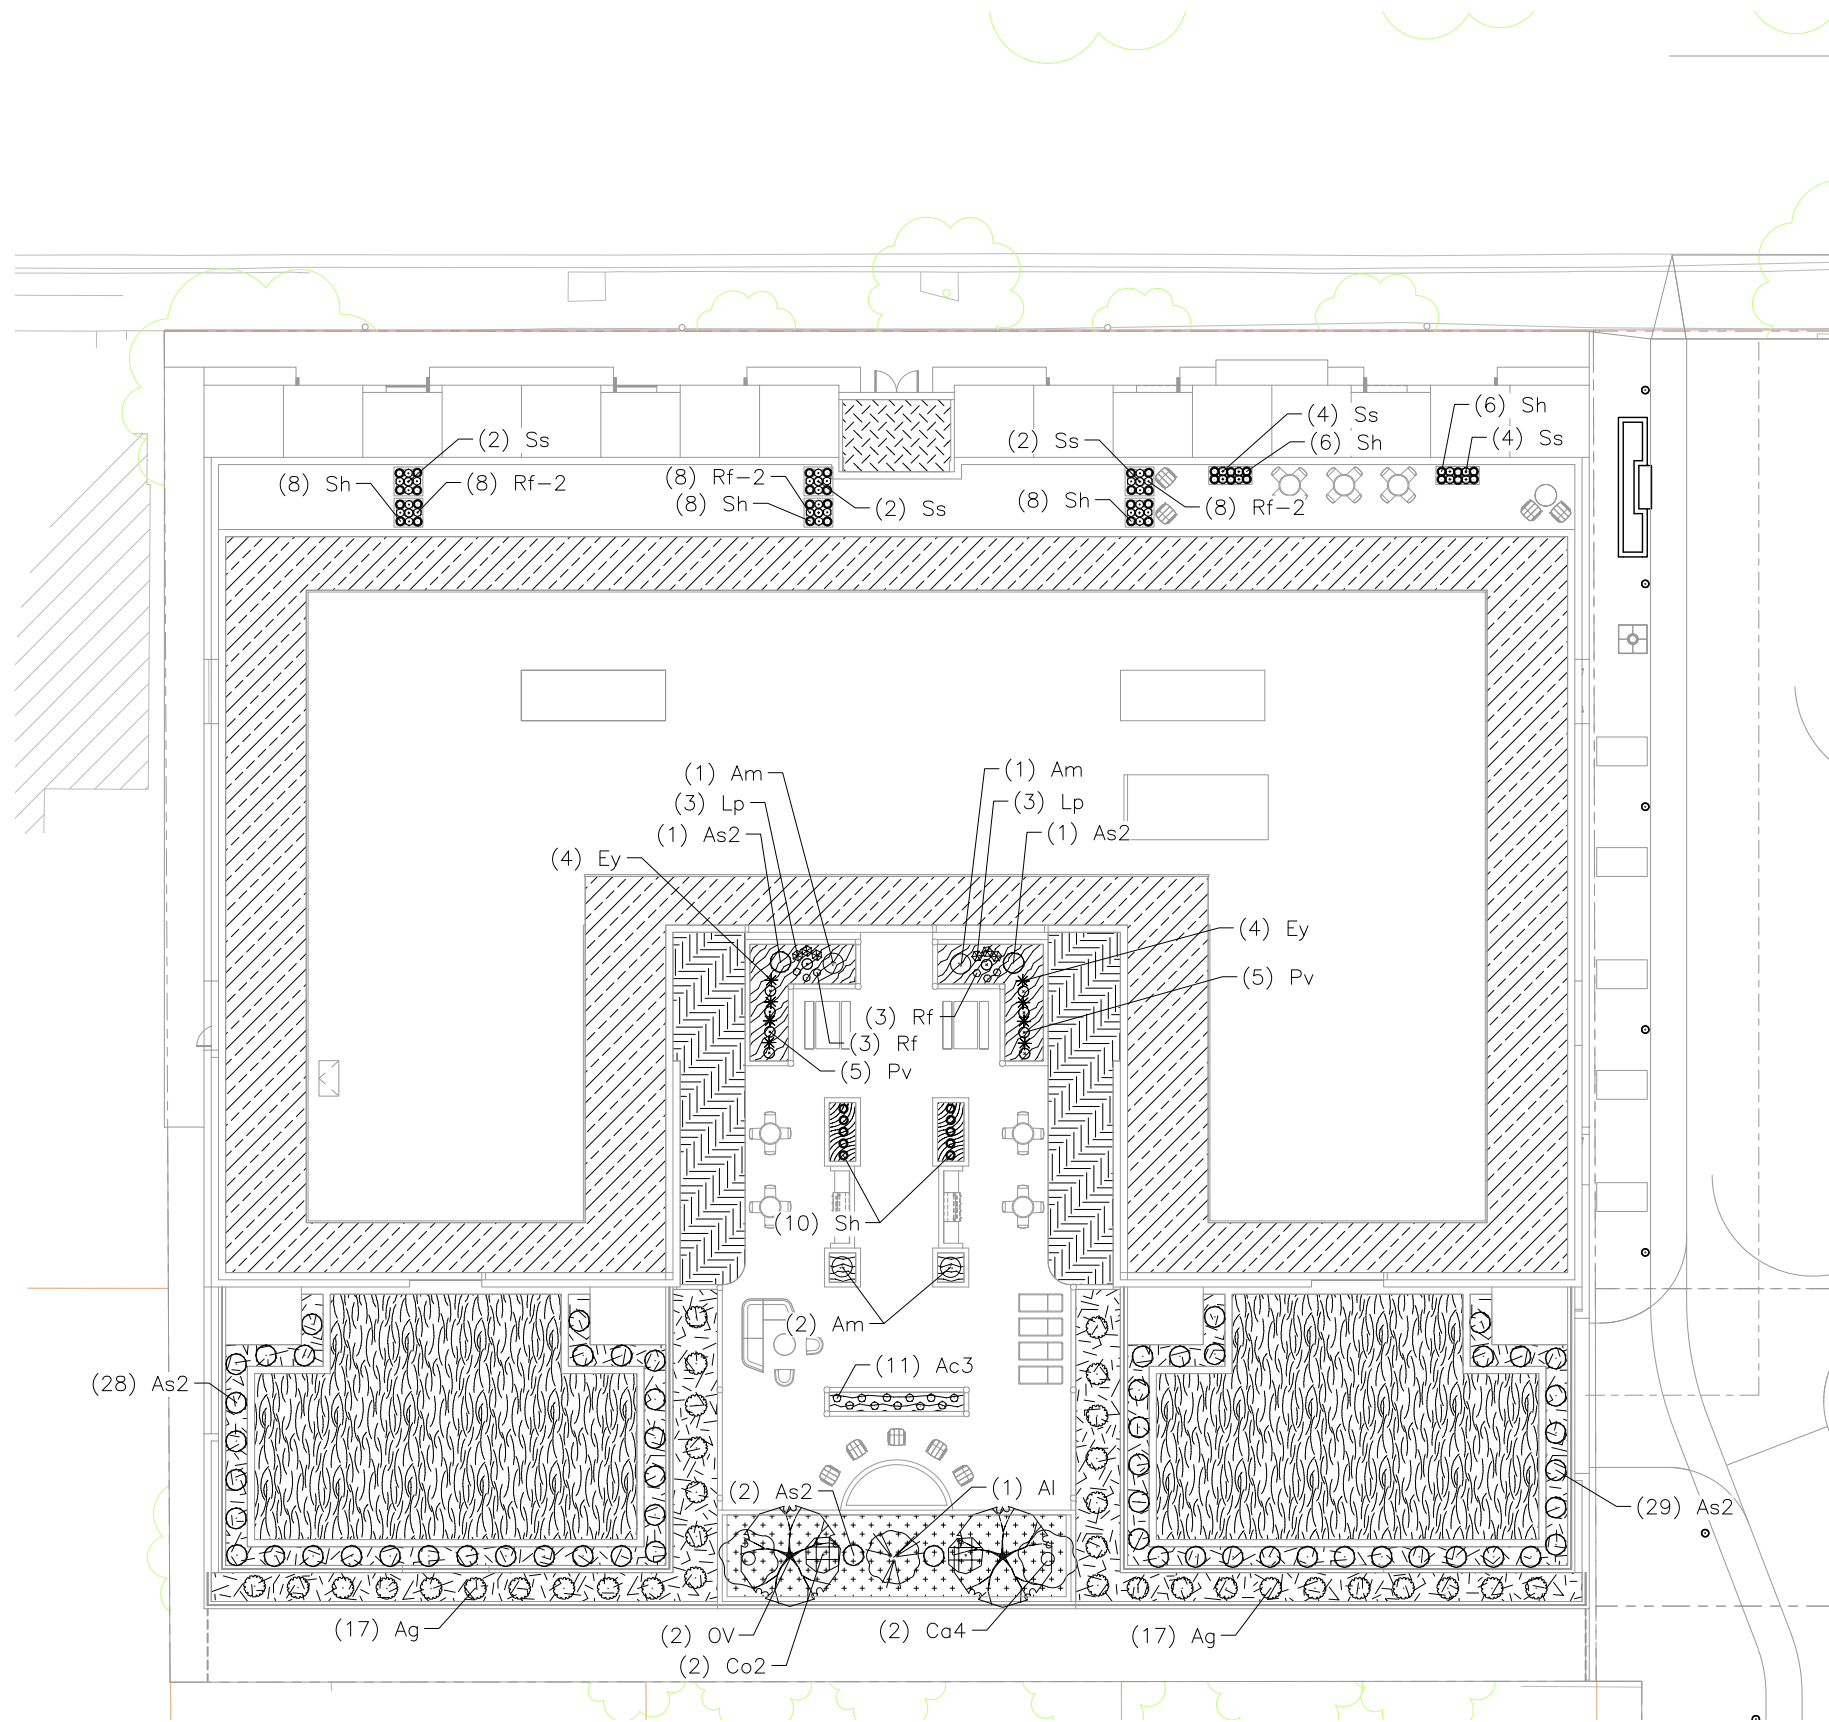 (6) Sh
(4) Ss
(2) Ss
(2) Ss
(6) Sh
(4) Ss
(8) Rf-2
(8) Sh
(8) Rf-2
(8) Sh
(8) Sh
(2) Ss
(8) Rf-2
(1) Am
(1) Am
(3) Lp
(3) Lp
(1) As2
(1) As2
(4) Ey
(4) Ey
(5) Pv
(3) Rf
(3) Rf
(5) Pv
(10) Sh
(2) Am
(11) Ac3
(28) As2
(2) As2
(1) Al
(29) As2
(17) Ag
(2) OV
(2) Ca4
(17) Ag
(2) Co2